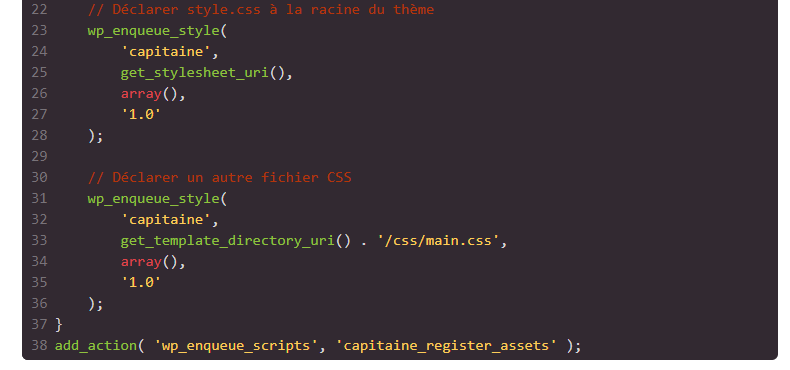 22 // Déclarer style.css à la racine du thème
23 wp_enqueue_style(
24 'capitaine',
25 get_stylesheet_uri(),
26 array(),
27 '1.0'
28 );
29
30 // Déclarer un autre fichier CSS
31 wp_enqueue_style(
32 'capitaine',
33 get_template_directory_uri() . '/css/main.css',
34 array(),
35 '1.0'
36 );
37 }
38 add_action( 'wp_enqueue_scripts', 'capitaine_register_assets' );